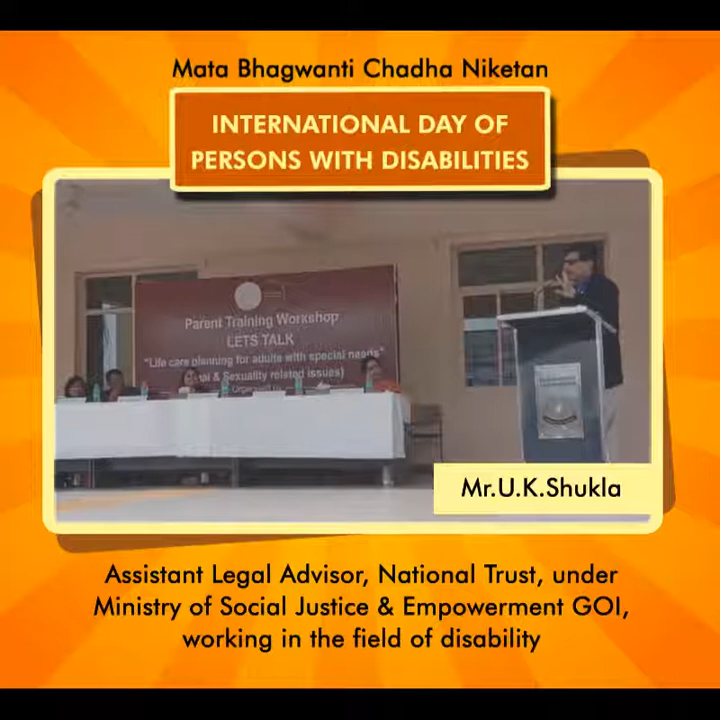 Mata Bhagwanti Chadha Niketan
INTERNATIONAL DAY OF
PERSONS WITH DISABILITIES
Parent Training Workshop
LETS TALK
"Life care planning for adults with special needs"
& Sexuality related issues)
Mr.U.K.Shukla
Assistant Legal Advisor, National Trust, under
Ministry of Social Justice & Empowerment GOI,
working in the field of disability